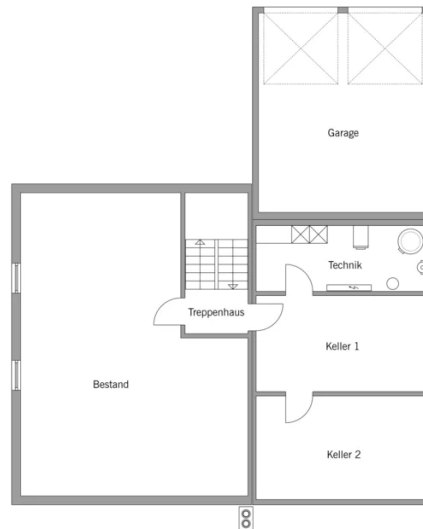 Garage
Technik
Treppenhaus
Keller 1
Bestand
Keller 2